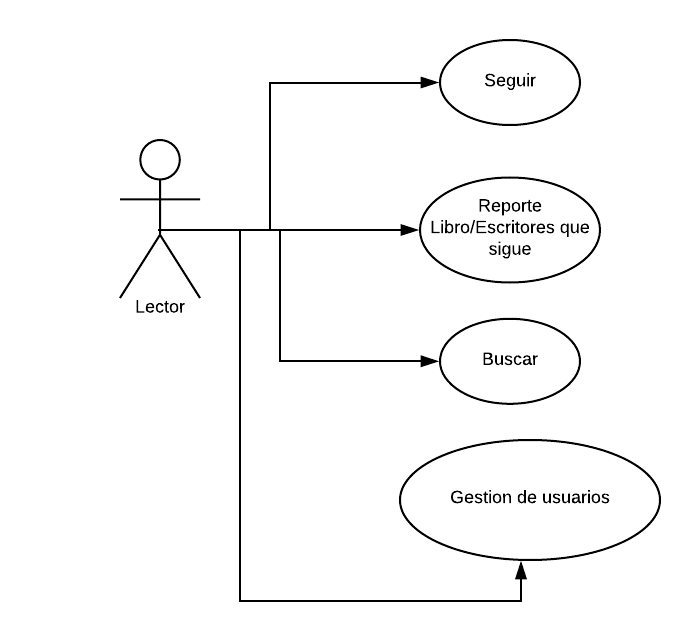 Seguir
Reporte
Libro/Escritores que
sigue
Lector
Buscar
Gestion de usuarios